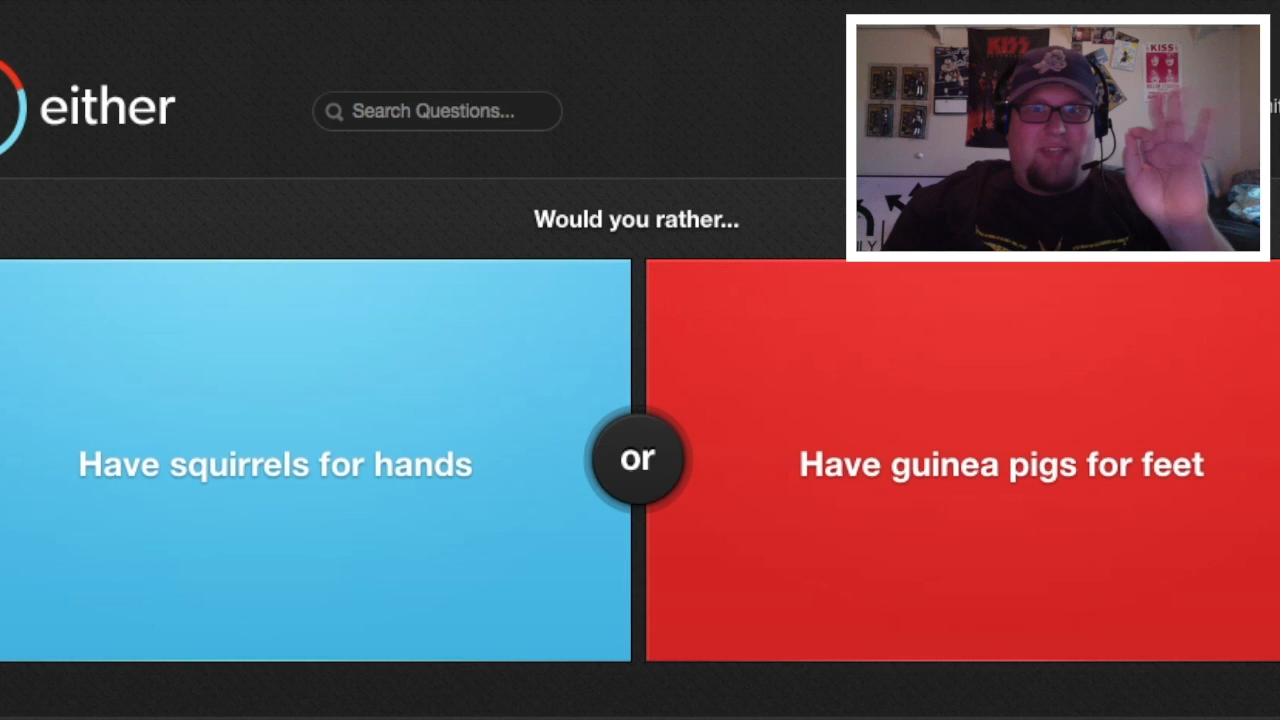 either
Search Questions...
KISS
KISS
Would you rather...
Have squirrels for hands
or
Have guinea pigs for feet